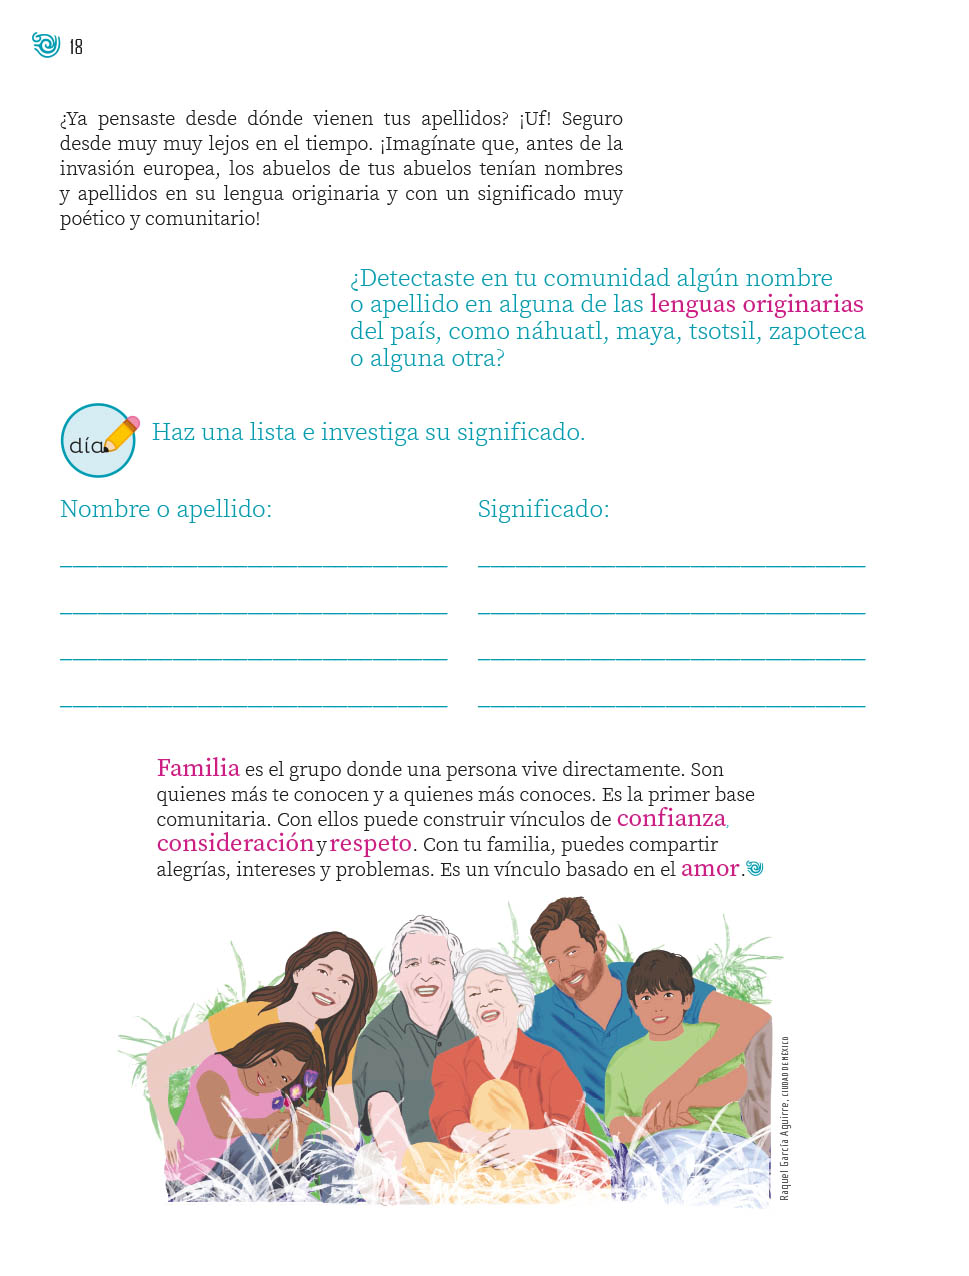 18
¿Ya pensaste desde dónde vienen tus apellidos? ¡Uf! Seguro
desde muy muy lejos en el tiempo. ¡Imagínate que, antes de la
invasión europea, los abuelos de tus abuelos tenían nombres
y apellidos en su lengua originaria y con un significado muy
poético y comunitario!
¿Detectaste en tu comunidad algún nombre
o apellido en alguna de las lenguas originarias
del país, como náhuatl, maya, tsotsil, zapoteca
o alguna otra?
día
Haz una lista e investiga su significado.
Nombre o apellido:
Significado:
Familia es el grupo donde una persona vive directamente. Son
quienes más te conocen y a quienes más conoces. Es la primer base
comunitaria. Con ellos puede construir vínculos de confianza,
consideración y respeto. Con tu familia, puedes compartir
alegrías, intereses y problemas. Es un vínculo basado en el amor.
Raquel García Aguirre, CIUDAD DE MÉXICO